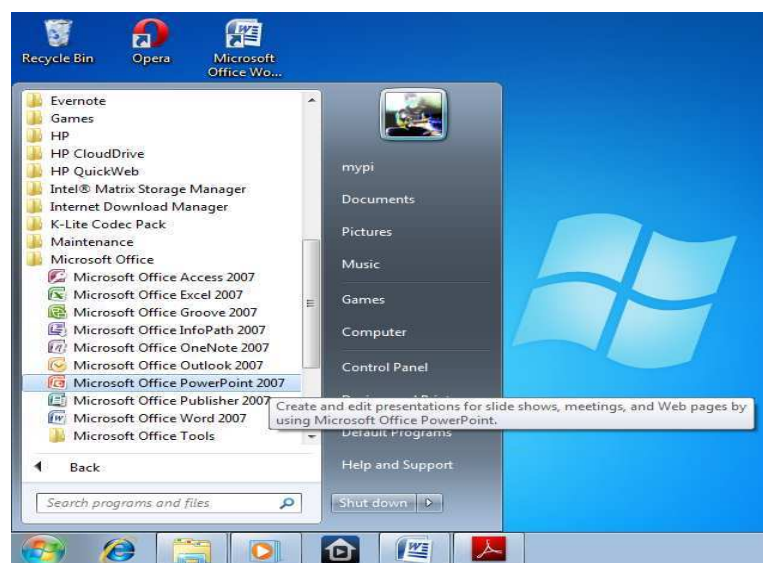 Recycle Bin
Opera
Microsoft
Office Wo...
Evernote
Games
HP
HP CloudDrive
HP QuickWeb
Intel® Matrix Storage Manager
Internet Download Manager
K-Lite Codec Pack
Maintenance
Microsoft Office
Microsoft Office Access 2007
Microsoft Office Excel 2007
Microsoft Office Groove 2007
Microsoft Office InfoPath 2007
Microsoft Office OneNote 2007
Microsoft Office Outlook 2007
Microsoft Office PowerPoint 2007
Microsoft Office Publisher 2007
Microsoft Office Word 2007
Microsoft Office Tools
Back
Search programs and files
mypi
Documents
Pictures
Music
Games
Computer
Control Panel
Create and edit presentations for slide shows, meetings, and Web pages by
using Microsoft Office PowerPoint.
Default Programs
Help and Support
Shut down